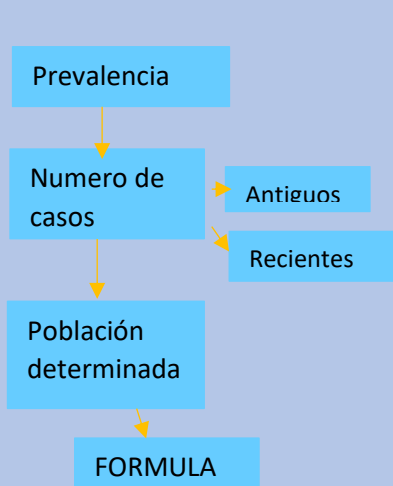 Prevalencia
Numero de
casos
Antiguos
Recientes
Población
determinada
FORMULA